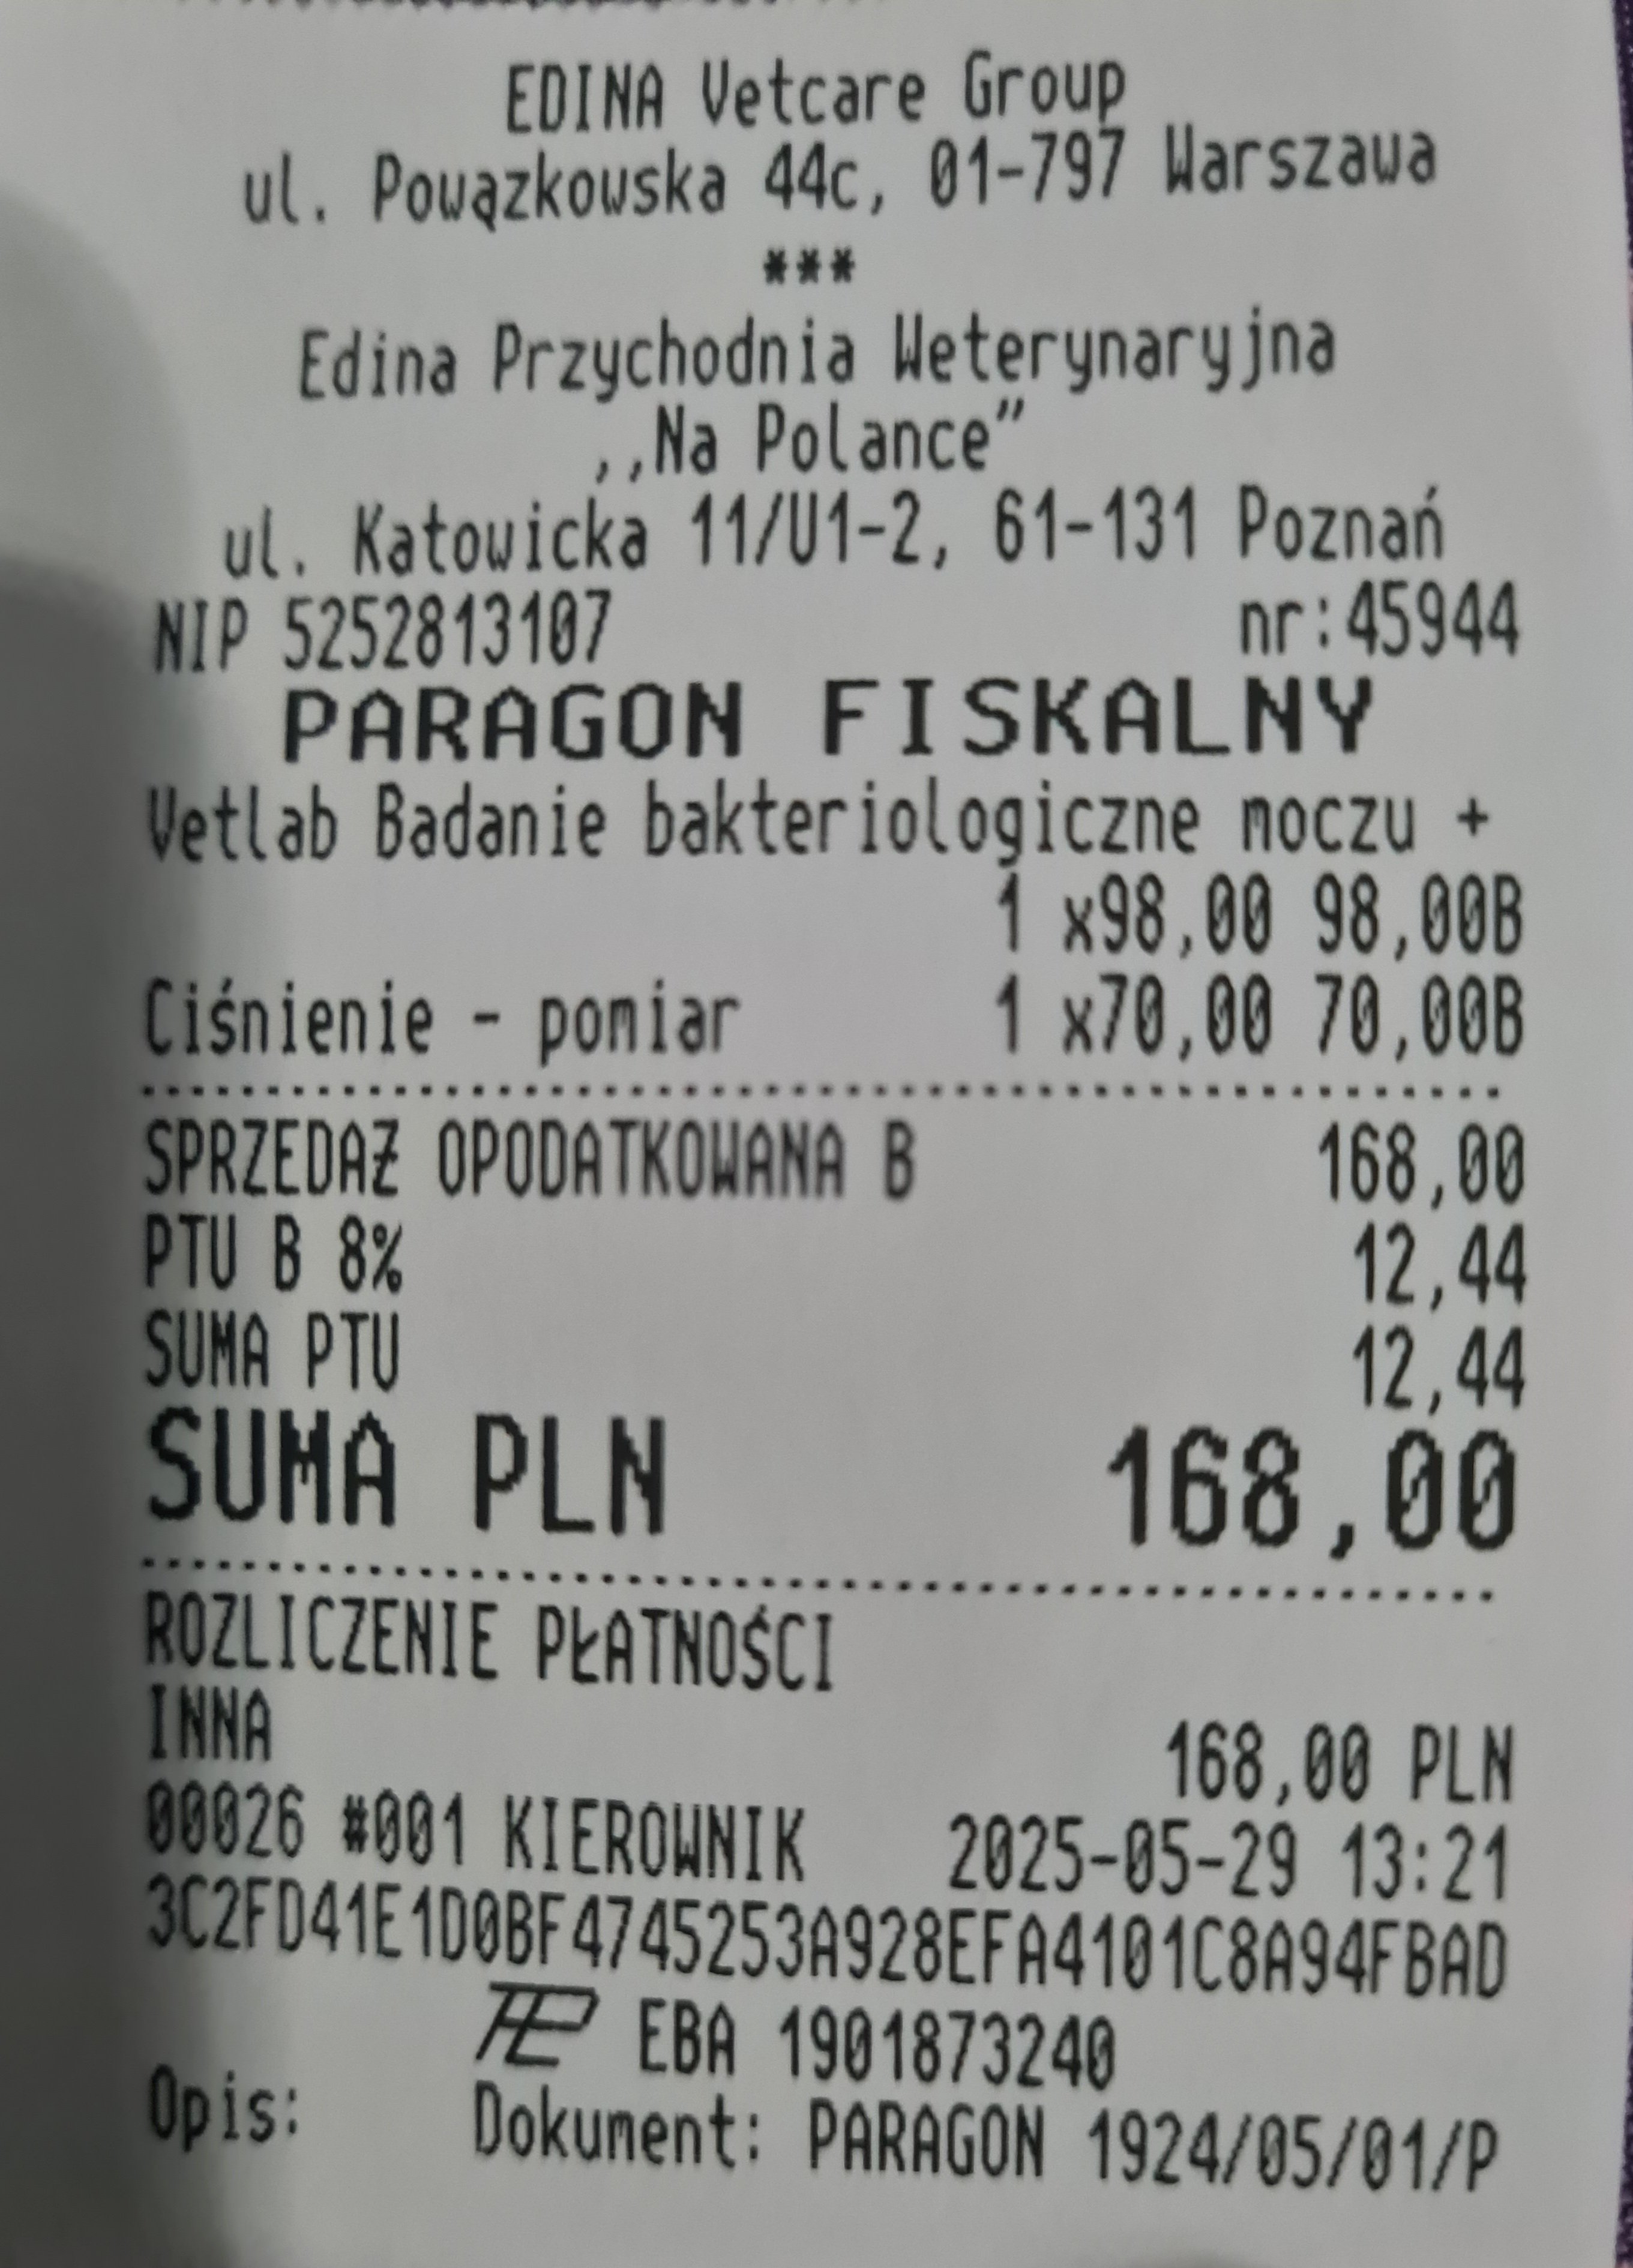 EDINA Vetcare Group
ul. Powązkowska 44c, 01-797 Warszawa
***
Edina Przychodnia Weterynaryjna
,,Na Polance”
ul. Katowicka 11/U1-2, 61-131 Poznań
NIP 5252813107 nr:45944
PARAGON FISKALNY
Vetlab Badanie bakteriologiczne moczu +
1 x98,00 98,00B
Ciśnienie - pomiar 1 x70,00 70,00B
SPRZEDAŻ OPODATKOWANA B 168,00
PTU B 8% 12,44
SUMA PTU 12,44
SUMA PLN 168,00
ROZLICZENIE PŁATNOŚCI
INNA 168,00 PLN
00026 #001 KIEROWNIK 2025-05-29 13:21
3C2FD41E1D0BF4745253A928EFA4101C8A94FBAD
EBA 1901873240
Opis: Dokument: PARAGON 1924/05/01/P